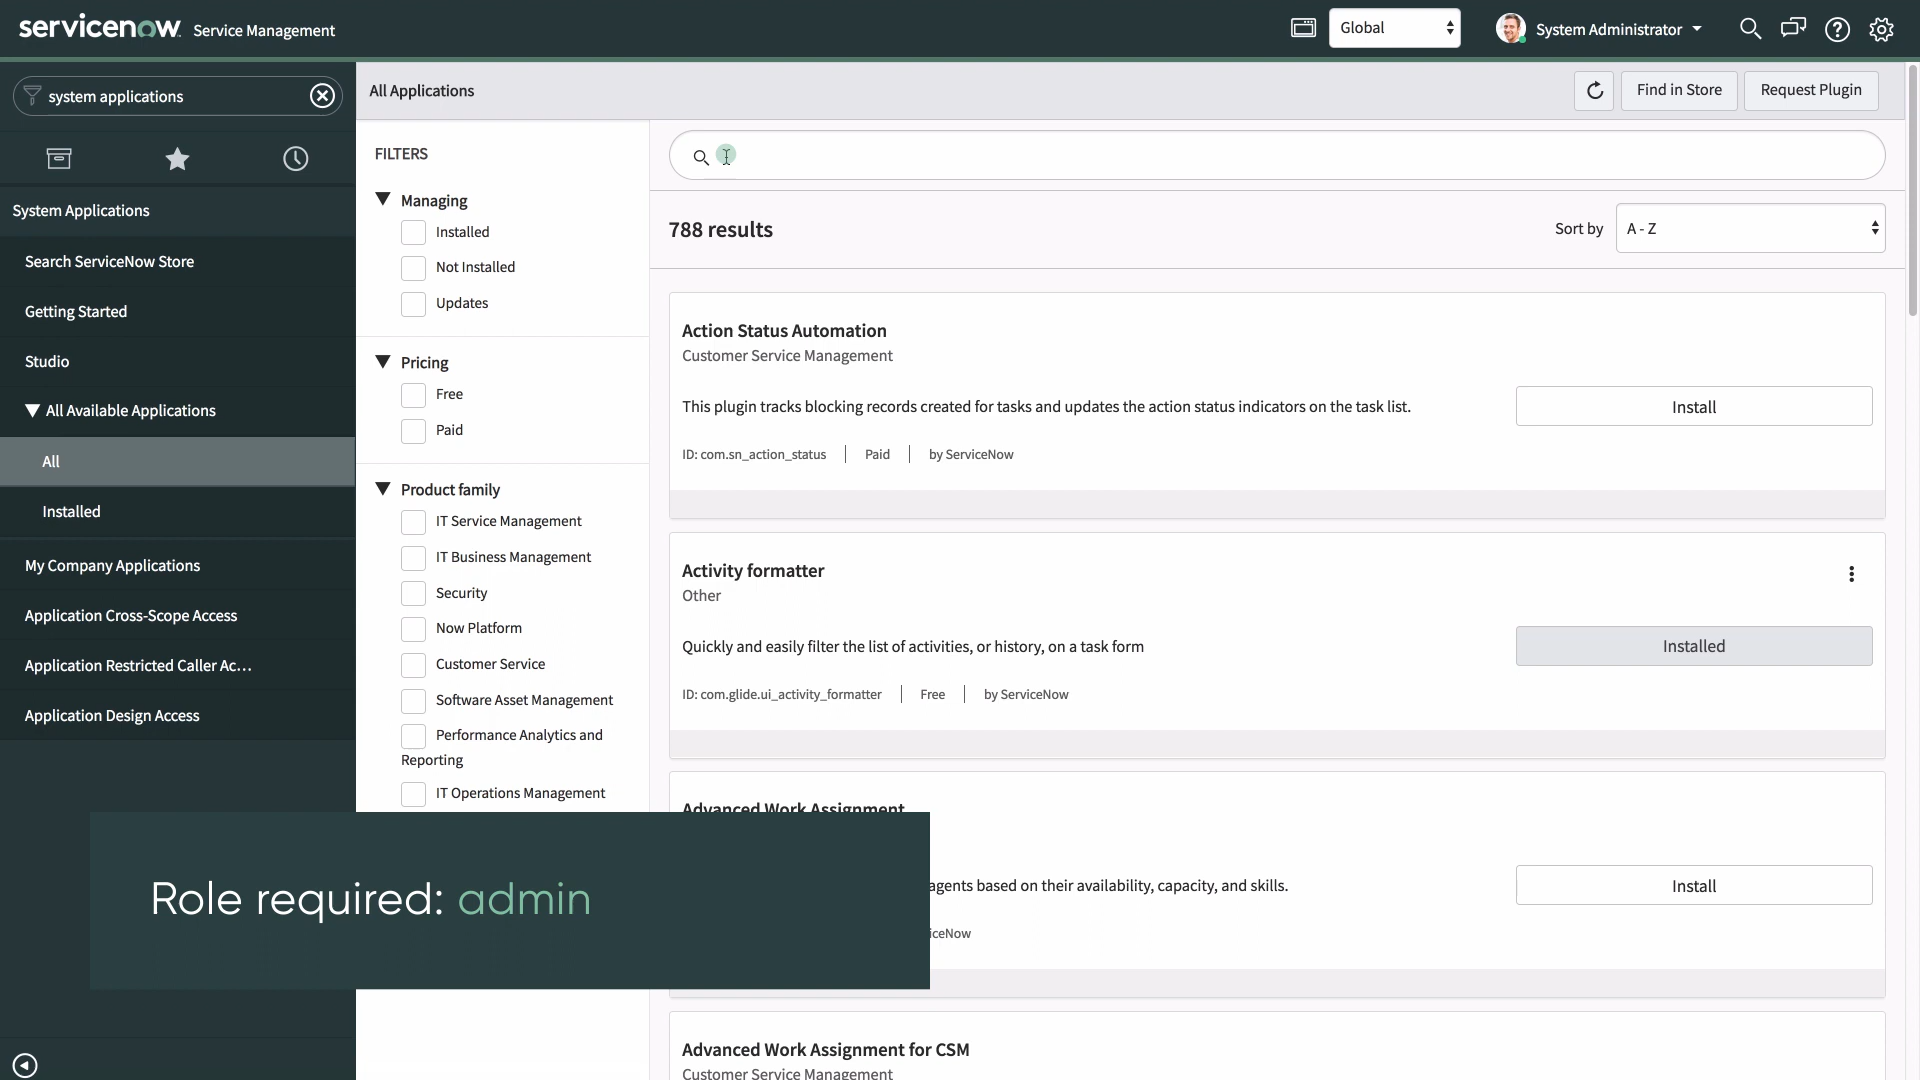 servicenow Service Management
Global
System Administrator
system applications
System Applications
Search ServiceNow Store
Getting Started
Studio
All Available Applications
All
Installed
My Company Applications
Application Cross-Scope Access
Application Restricted Caller Ac...
Application Design Access
All Applications
Find in Store
Request Plugin
FILTERS
Managing
Installed
Not Installed
Updates
Pricing
Free
Paid
Product family
IT Service Management
IT Business Management
Security
Now Platform
Customer Service
Software Asset Management
Performance Analytics and
Reporting
IT Operations Management
788 results
Sort by
A - Z
Action Status Automation
Customer Service Management
This plugin tracks blocking records created for tasks and updates the action status indicators on the task list.
Install
ID: com.sn_action_status
Paid
by ServiceNow
Activity formatter
Other
Quickly and easily filter the list of activities, or history, on a task form
Installed
ID: com.glide.ui_activity_formatter
Free
by ServiceNow
Advanced Work Assignment
agents based on their availability, capacity, and skills.
Install
Advanced Work Assignment for CSM
Customer Service Management
Role required: admin